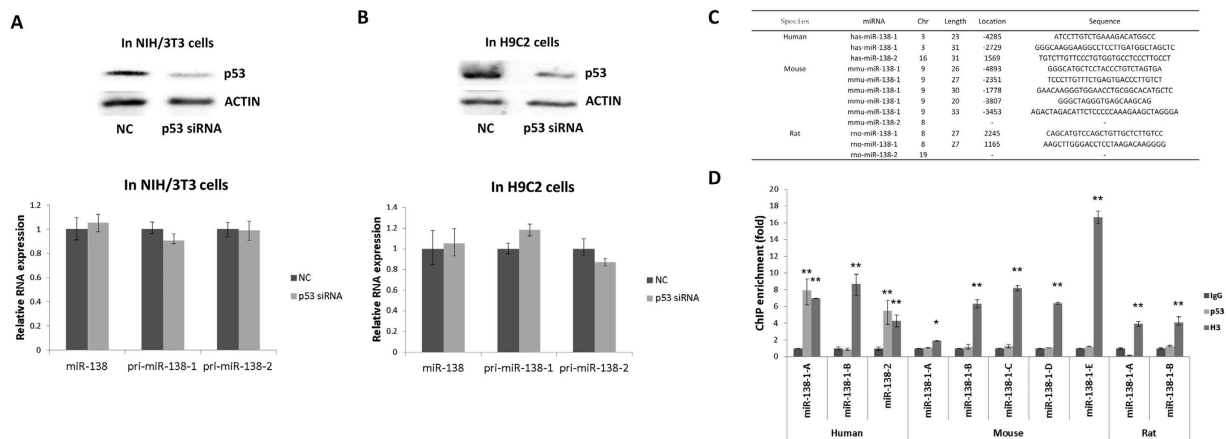 A
In NIH/3T3 cells
p53
ACTIN
NC p53 siRNA
In NIH/3T3 cells
Relative RNA expression
1.2
1
0.8
0.6
0.4
0.2
0
miR-138 pri-miR-138-1 pri-miR-138-2
NC
p53 siRNA
B
In H9C2 cells
p53
ACTIN
NC p53 siRNA
In H9C2 cells
Relative RNA expression
1.4
1.2
1
0.8
0.6
0.4
0.2
0
miR-138 pri-miR-138-1 pri-miR-138-2
NC
p53 siRNA
C
Species miRNA Chr Length Location Sequence
Human has-miR-138-1 3 23 -4285 ATCCTTGTCTGAAAGACATGGCC
has-miR-138-1 3 31 -2729 GGGCAAGGAAGGCCTCCTTGATGGCTAGCTC
has-miR-138-2 16 31 1569 TGTCTTGTTCCCTGTGGTGCCTCCCTTGCCT
Mouse mmu-miR-138-1 9 26 -4893 GGGCATGCTCCTACCCTGTCTAGTGA
mmu-miR-138-1 9 27 -2351 TCCCTTGTTTCTGAGTGACCCTTGTCT
mmu-miR-138-1 9 30 -1778 GAACAAGGGTGGAACCTGCGGCACATGCTC
mmu-miR-138-1 9 20 -3807 GGGCTAGGGTGAGCAAGCAG
mmu-miR-138-1 9 33 -3453 AGACTAGACATTCTCCCCCAAAGAAGCTAGGGA
mmu-miR-138-2 8 - -
Rat rno-miR-138-1 8 27 2245 CAGCATGTCCAGCTGTTGCTCTTGTCC
rno-miR-138-1 8 27 1165 AAGCTTGGGACCTCCTAAGACAAGGGG
rno-miR-138-2 19 - -
D
ChIP enrichment (fold)
20
18
16
14
12
10
8
6
4
2
0
** ** ** ** ** * ** ** ** ** ** **
IgG
p53
H3
miR-138-1-A miR-138-1-B miR-138-2 miR-138-1-A miR-138-1-B miR-138-1-C miR-138-1-D miR-138-1-E miR-138-1-A miR-138-1-B
Human Mouse Rat